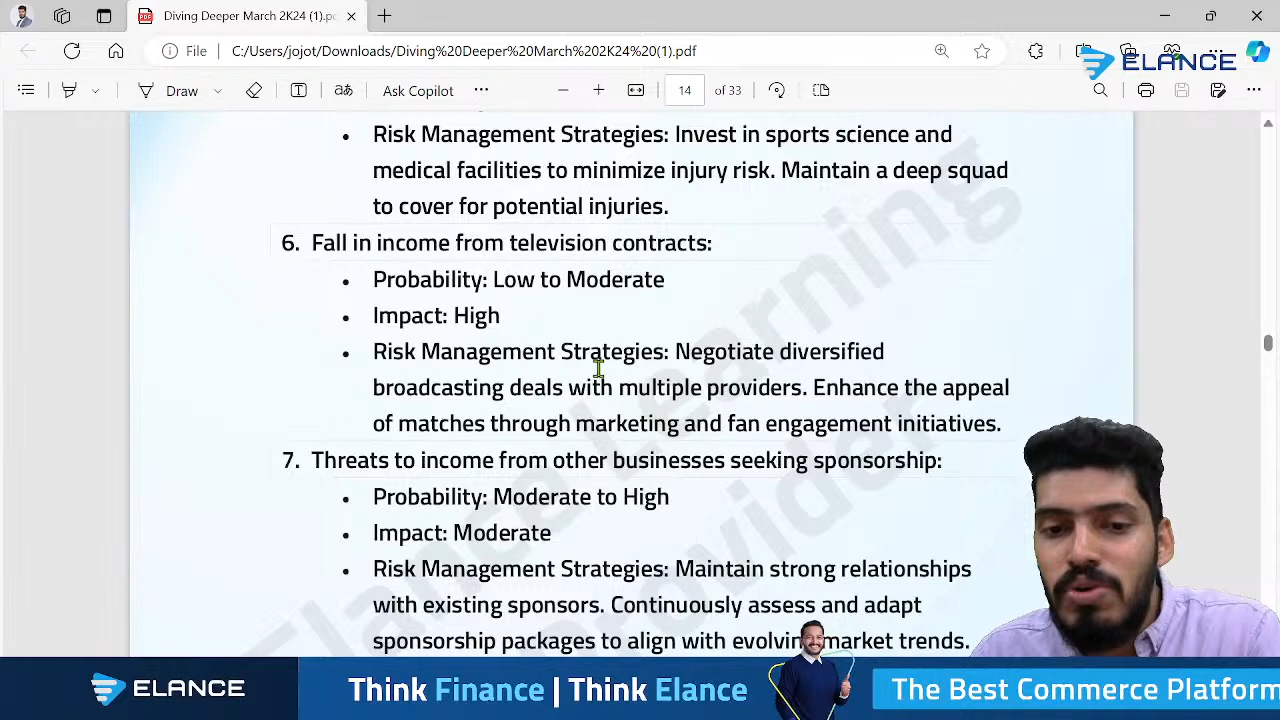 Diving Deeper March 2K24 (1).pc
File
C:/Users/jojot/Downloads/Diving%20Deeper%20March%202K24%20(1).pdf
ELANCE
Draw
aあ
Ask Copilot
14
of 33
• Risk Management Strategies: Invest in sports science and
medical facilities to minimize injury risk. Maintain a deep squad
to cover for potential injuries.
6. Fall in income from television contracts:
• Probability: Low to Moderate
• Impact: High
• Risk Management Strategies: Negotiate diversified
broadcasting deals with multiple providers. Enhance the appeal
of matches through marketing and fan engagement initiatives.
7. Threats to income from other businesses seeking sponsorship:
• Probability: Moderate to High
• Impact: Moderate
• Risk Management Strategies: Maintain strong relationships
with existing sponsors. Continuously assess and adapt
sponsorship packages to align with evolving market trends.
Elance Learning
Provider
ELANCE
Think Finance | Think Elance
The Best Commerce Platform